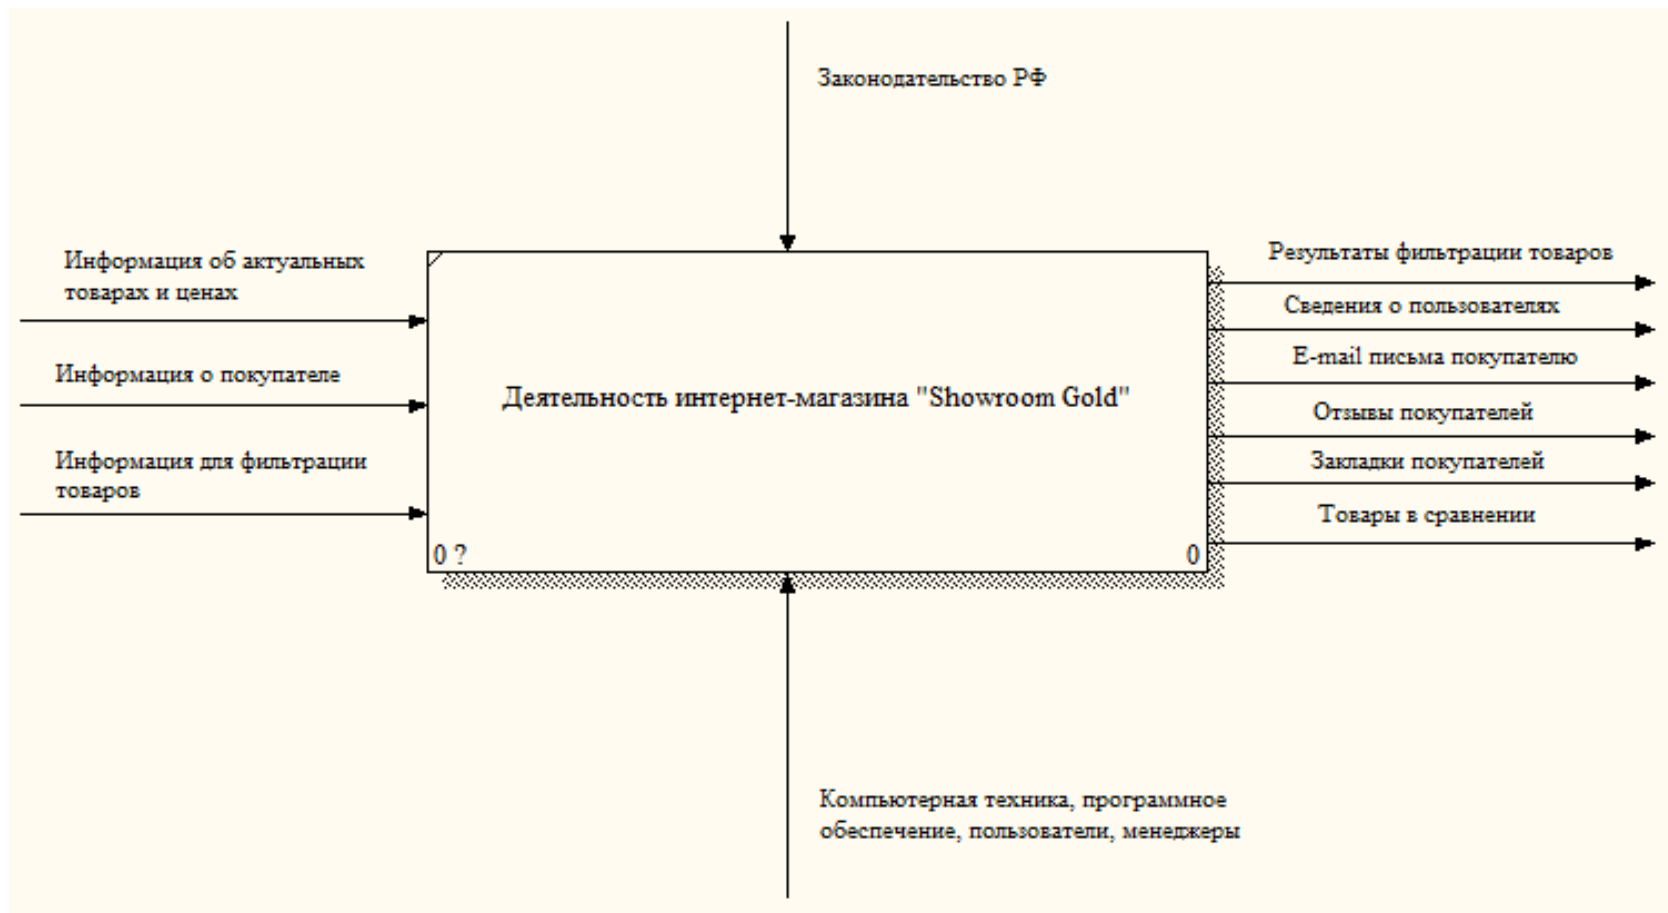 Законодательство РФ
Информация об актуальных
товарах и ценах
Информация о покупателе
Информация для фильтрации
товаров
Деятельность интернет-магазина "Showroom Gold"
0 ?
0
Результаты фильтрации товаров
Сведения о пользователях
E-mail письма покупателю
Отзывы покупателей
Закладки покупателей
Товары в сравнении
Компьютерная техника, программное
обеспечение, пользователи, менеджеры